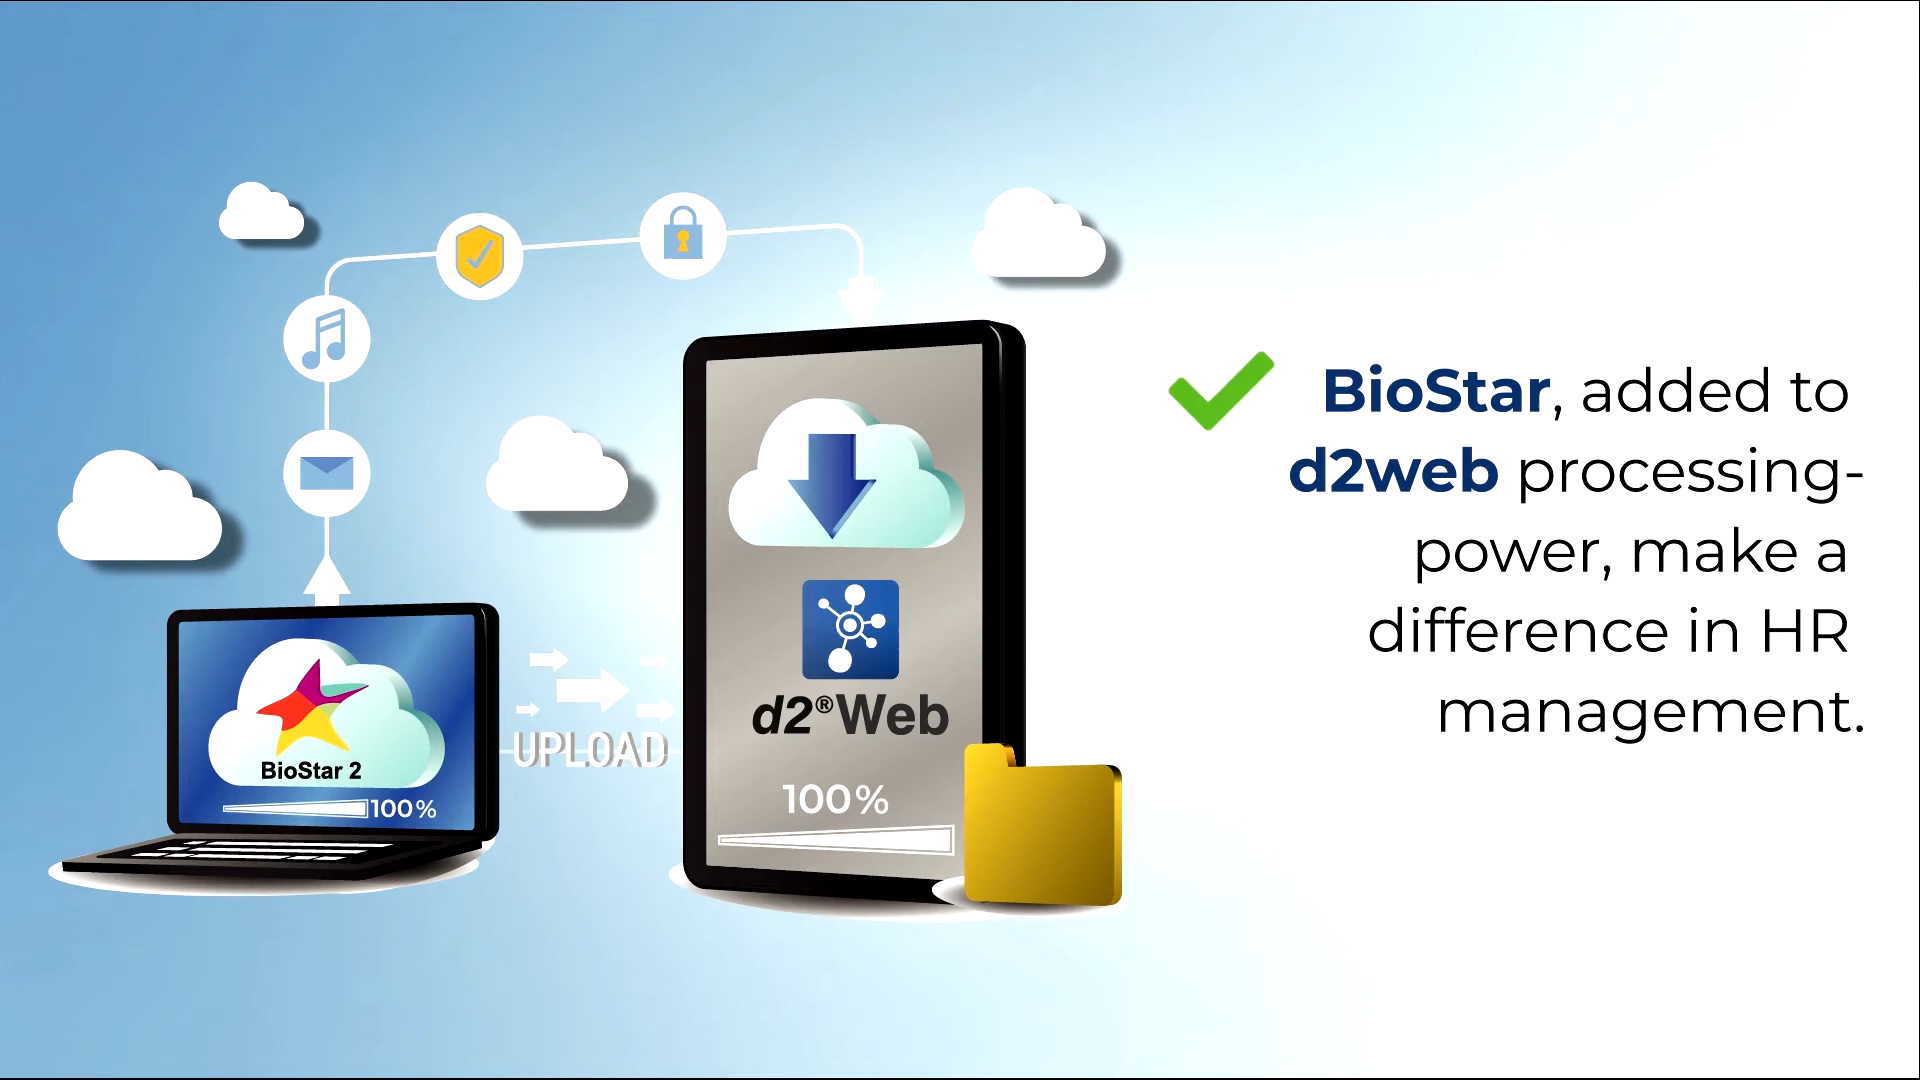 BioStar, added to
d2web processing-
power, make a
difference in HR
management.
d2®Web
100%
UPLOAD
BioStar 2
100%